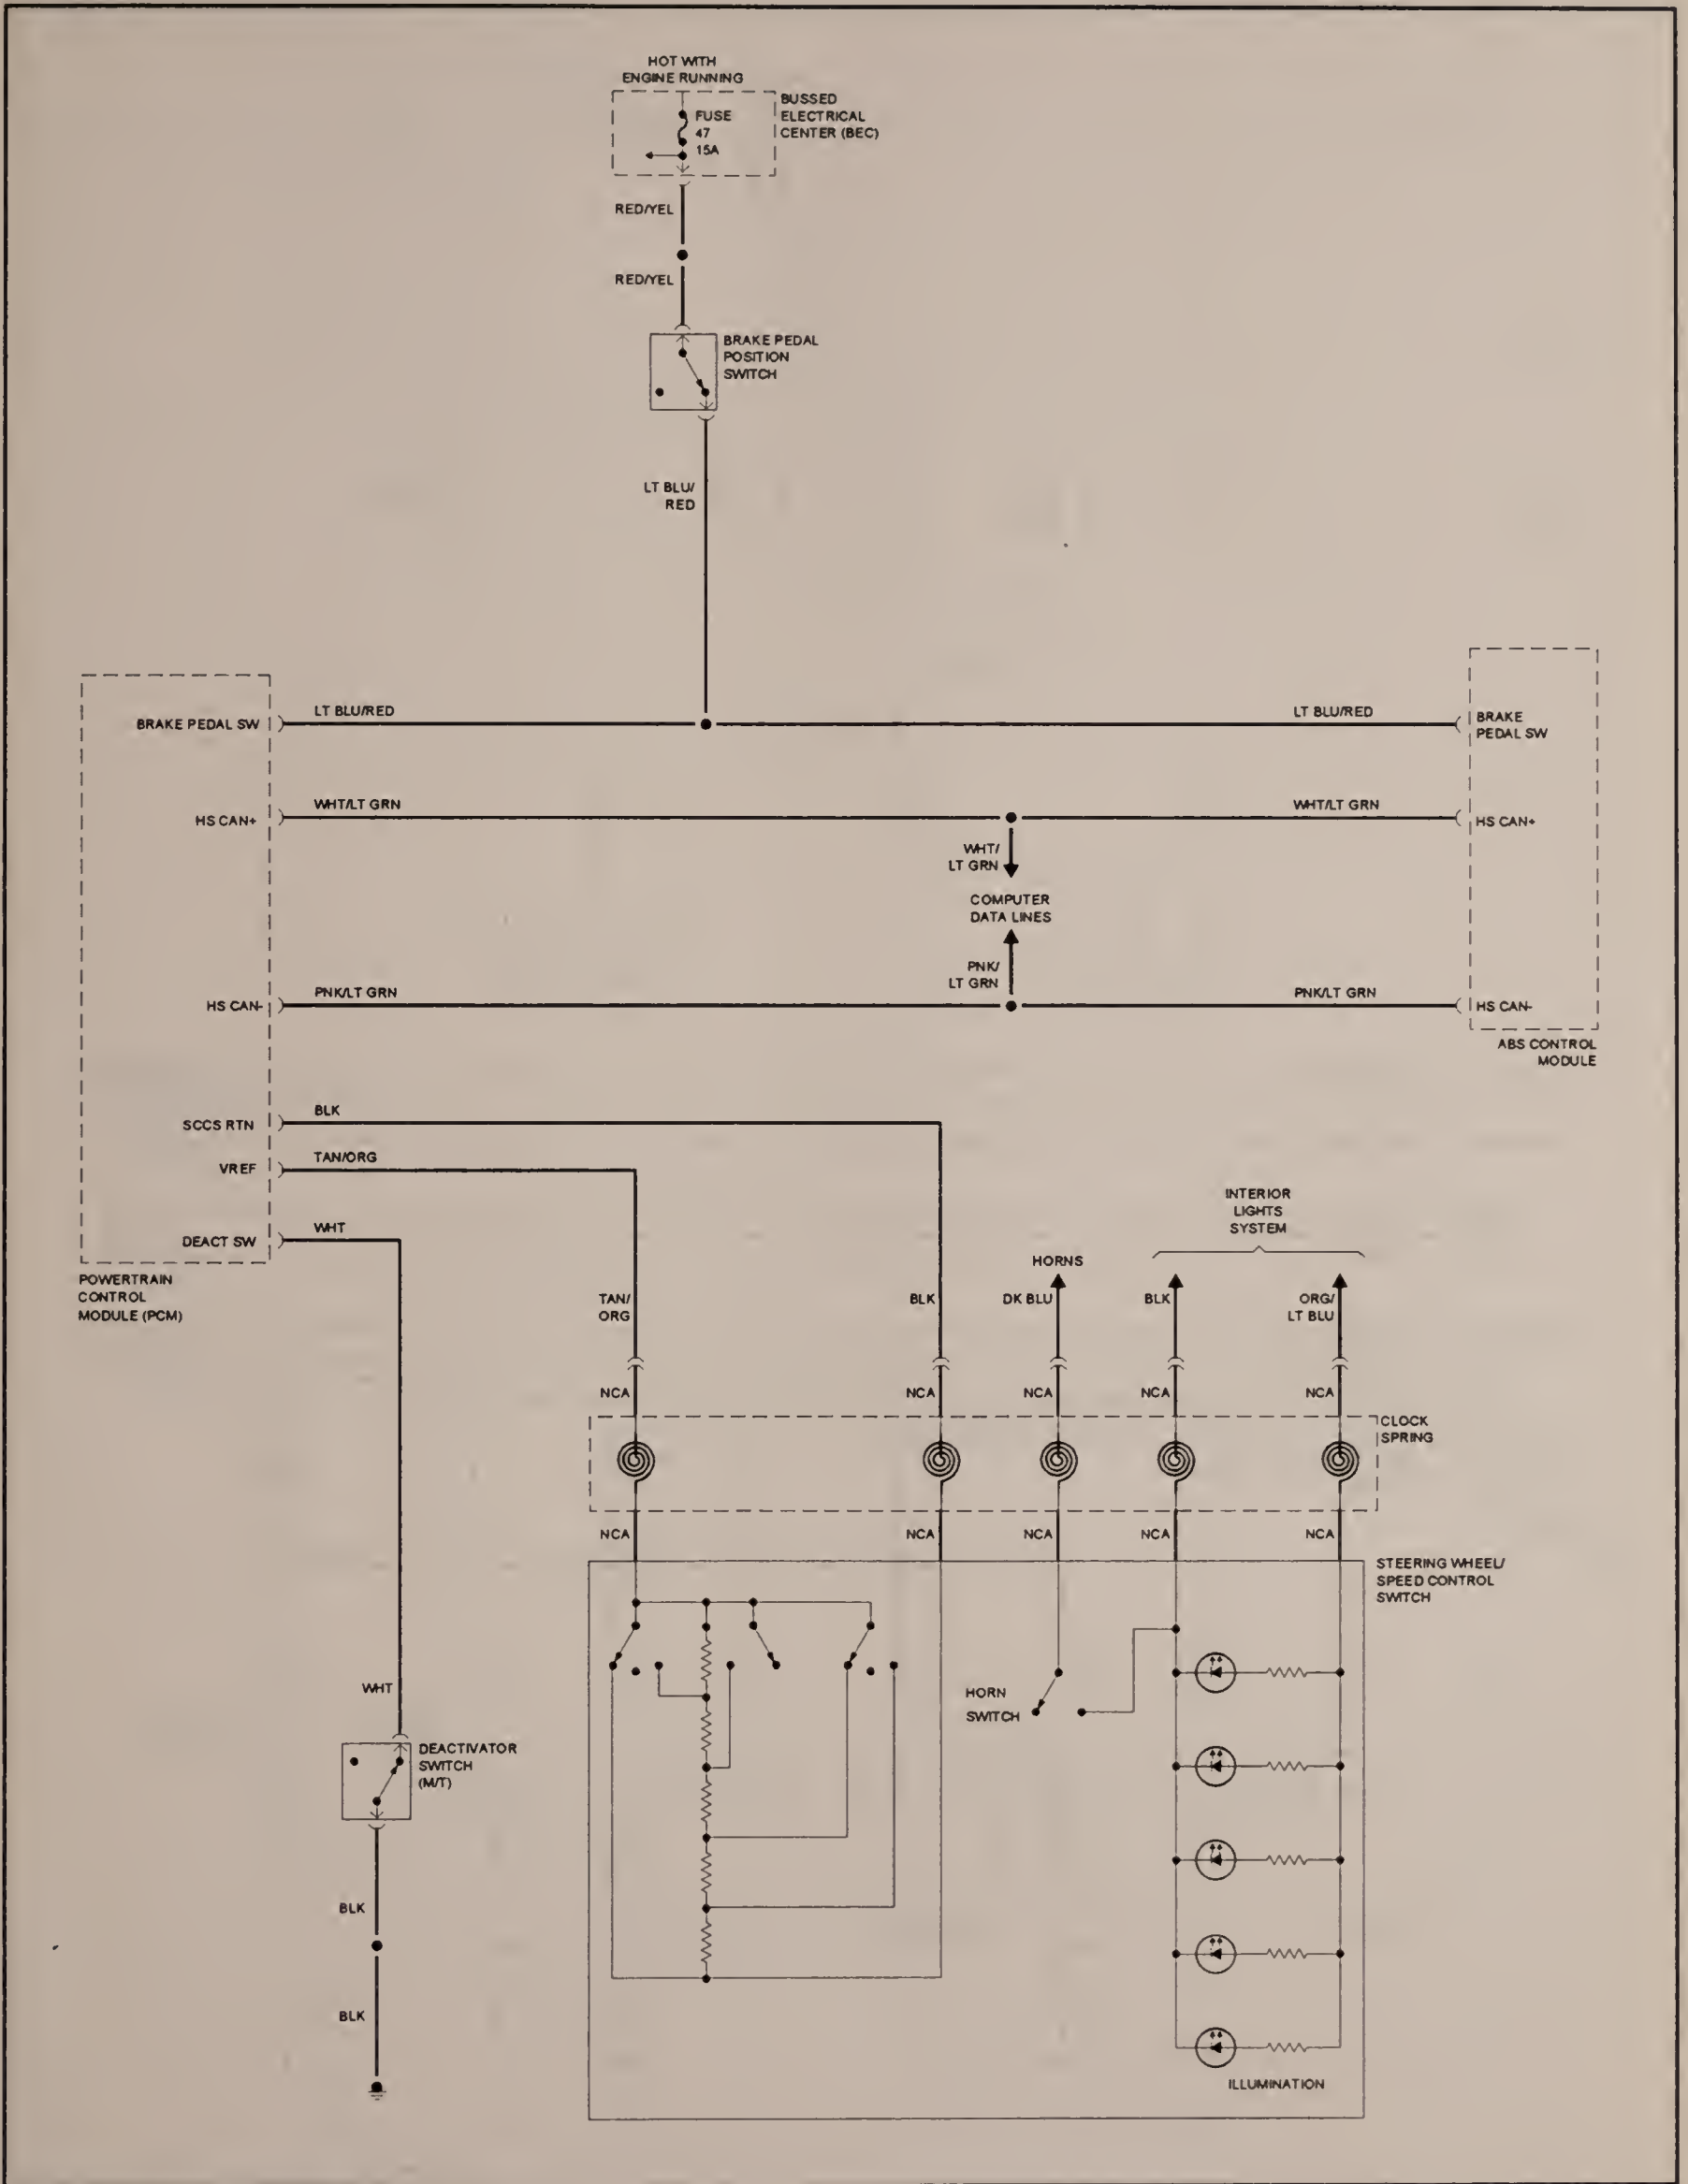 HOT WITH
ENGINE RUNNING
BUSSED
ELECTRICAL
CENTER (BEC)
FUSE
47
15A
RED/YEL
RED/YEL
BRAKE PEDAL
POSITION
SWITCH
LT BLU/
RED
BRAKE PEDAL SW
LT BLU/RED
LT BLU/RED
BRAKE
PEDAL SW
HS CAN+
WHT/LT GRN
WHT/LT GRN
HS CAN+
WHT/
LT GRN
COMPUTER
DATA LINES
PNK/
LT GRN
HS CAN-
PNK/LT GRN
PNK/LT GRN
HS CAN-
ABS CONTROL
MODULE
SCCS RTN
BLK
VREF
TAN/ORG
DEACT SW
WHT
POWERTRAIN
CONTROL
MODULE (PCM)
INTERIOR
LIGHTS
SYSTEM
HORNS
TAN/
ORG
BLK
DK BLU
BLK
ORG/
LT BLU
NCA
NCA
NCA
NCA
NCA
CLOCK
SPRING
NCA
NCA
NCA
NCA
NCA
STEERING WHEEL/
SPEED CONTROL
SWITCH
HORN
SWITCH
WHT
DEACTIVATOR
SWITCH
(M/T)
BLK
BLK
ILLUMINATION